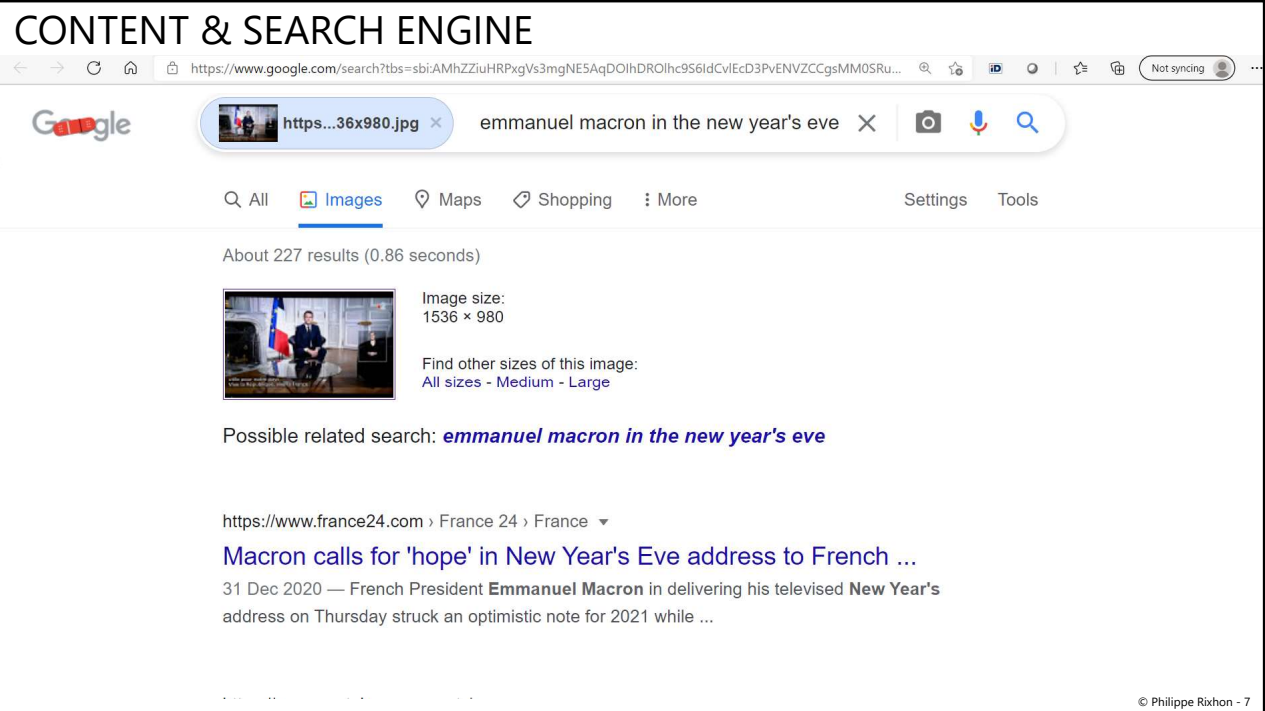 CONTENT & SEARCH ENGINE
https://www.google.com/search?tbs=sbi:AMhZZiuHRPxgVs3mgNE5AqDOIhDROIhc9S6IdCvlEcD3PvENVZCCgsMM0SRu...
iD
Not syncing
Google
https...36x980.jpg × emmanuel macron in the new year's eve
All Images Maps Shopping More Settings Tools
About 227 results (0.86 seconds)
Image size:
1536 × 980
Find other sizes of this image:
All sizes - Medium - Large
Possible related search: emmanuel macron in the new year's eve
https://www.france24.com › France 24 › France
Macron calls for 'hope' in New Year's Eve address to French ...
31 Dec 2020 — French President Emmanuel Macron in delivering his televised New Year's
address on Thursday struck an optimistic note for 2021 while ...
© Philippe Rixhon - 7